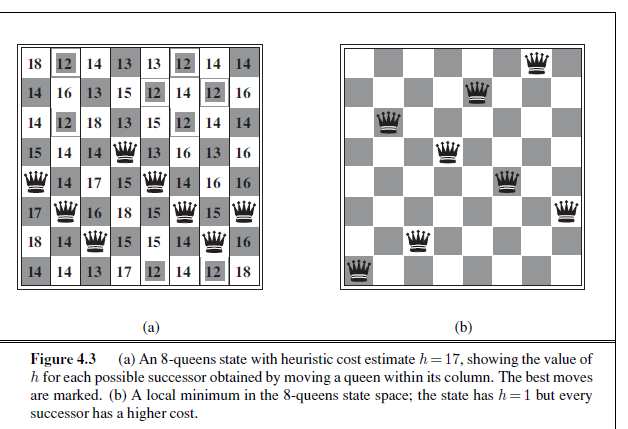 18 12 14 13 13 12 14 14
14 16 13 15 12 14 12 16
14 12 18 13 15 12 14 14
15 14 14 13 16 13 16
14 17 15 14 16 16
17 16 18 15 15
18 14 15 15 14 16
14 14 13 17 12 14 12 18
(a) (b)
Figure 4.3 (a) An 8-queens state with heuristic cost estimate h = 17, showing the value of
h for each possible successor obtained by moving a queen within its column. The best moves
are marked. (b) A local minimum in the 8-queens state space; the state has h = 1 but every
successor has a higher cost.